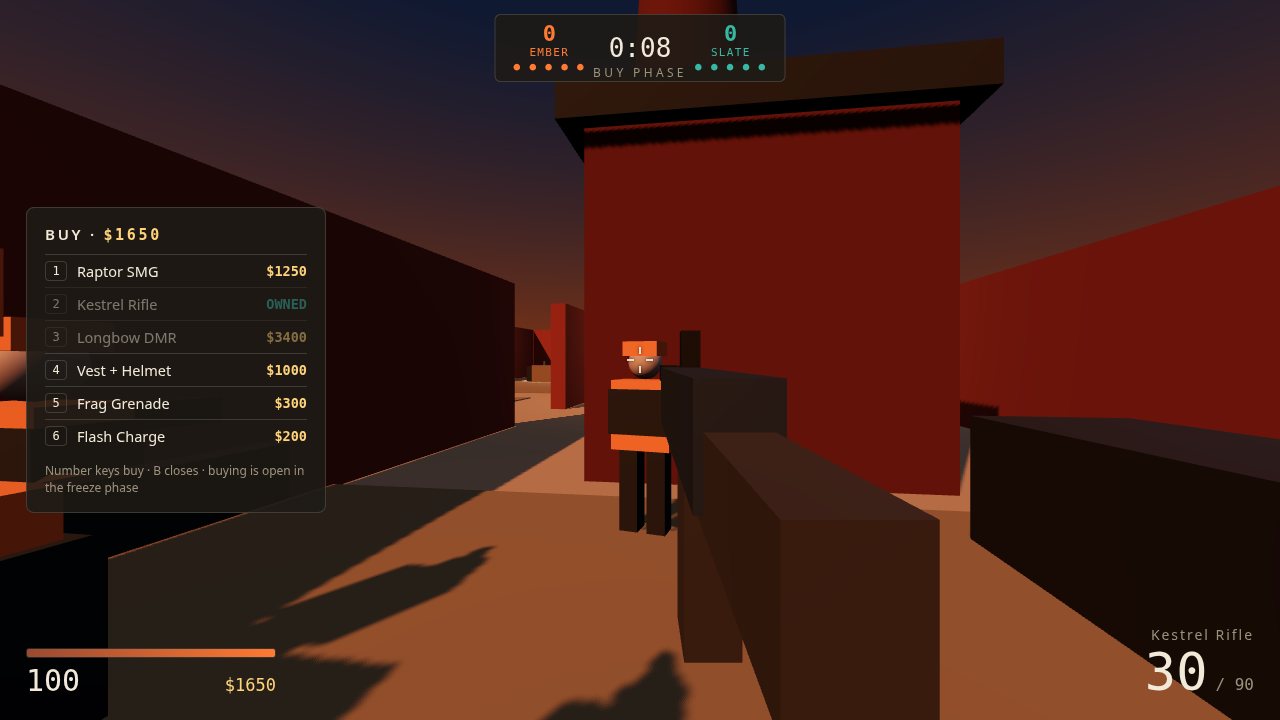 0
EMBER
0:08
BUY PHASE
0
SLATE
BUY · $1650
1 Raptor SMG $1250
2 Kestrel Rifle OWNED
3 Longbow DMR $3400
4 Vest + Helmet $1000
5 Frag Grenade $300
6 Flash Charge $200
Number keys buy · B closes · buying is open in
the freeze phase
100
$1650
Kestrel Rifle
30 / 90